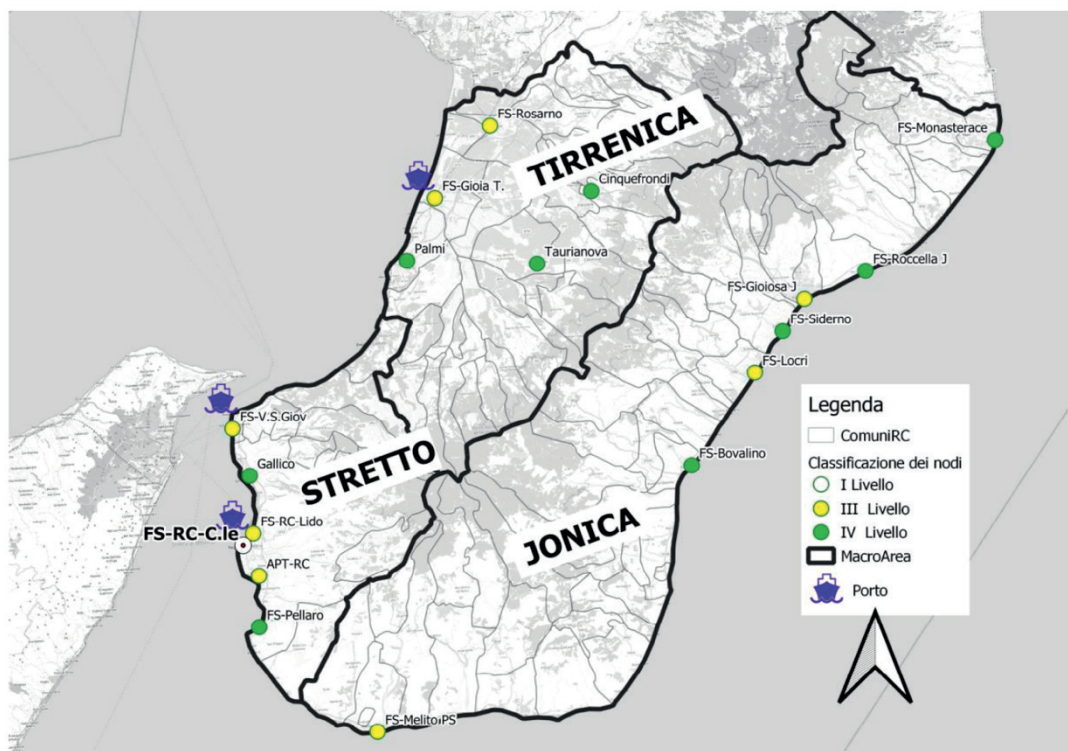 FS-Rosarno
TIRRENICA
FS-Monasterace
FS-Gioia T.
Cinquefrondi
Palmi
Taurianova
FS-Roccella J
FS-Gioiosa J
FS-Siderno
FS-Locri
FS-V.S.Giov
Gallico
STRETTO
FS-Bovalino
FS-RC-Lido
FS-RC-C.le
JONICA
APT-RC
FS-Pellaro
FS-Melito PS
Legenda
ComuniRC
Classificazione dei nodi
I Livello
III Livello
IV Livello
MacroArea
Porto